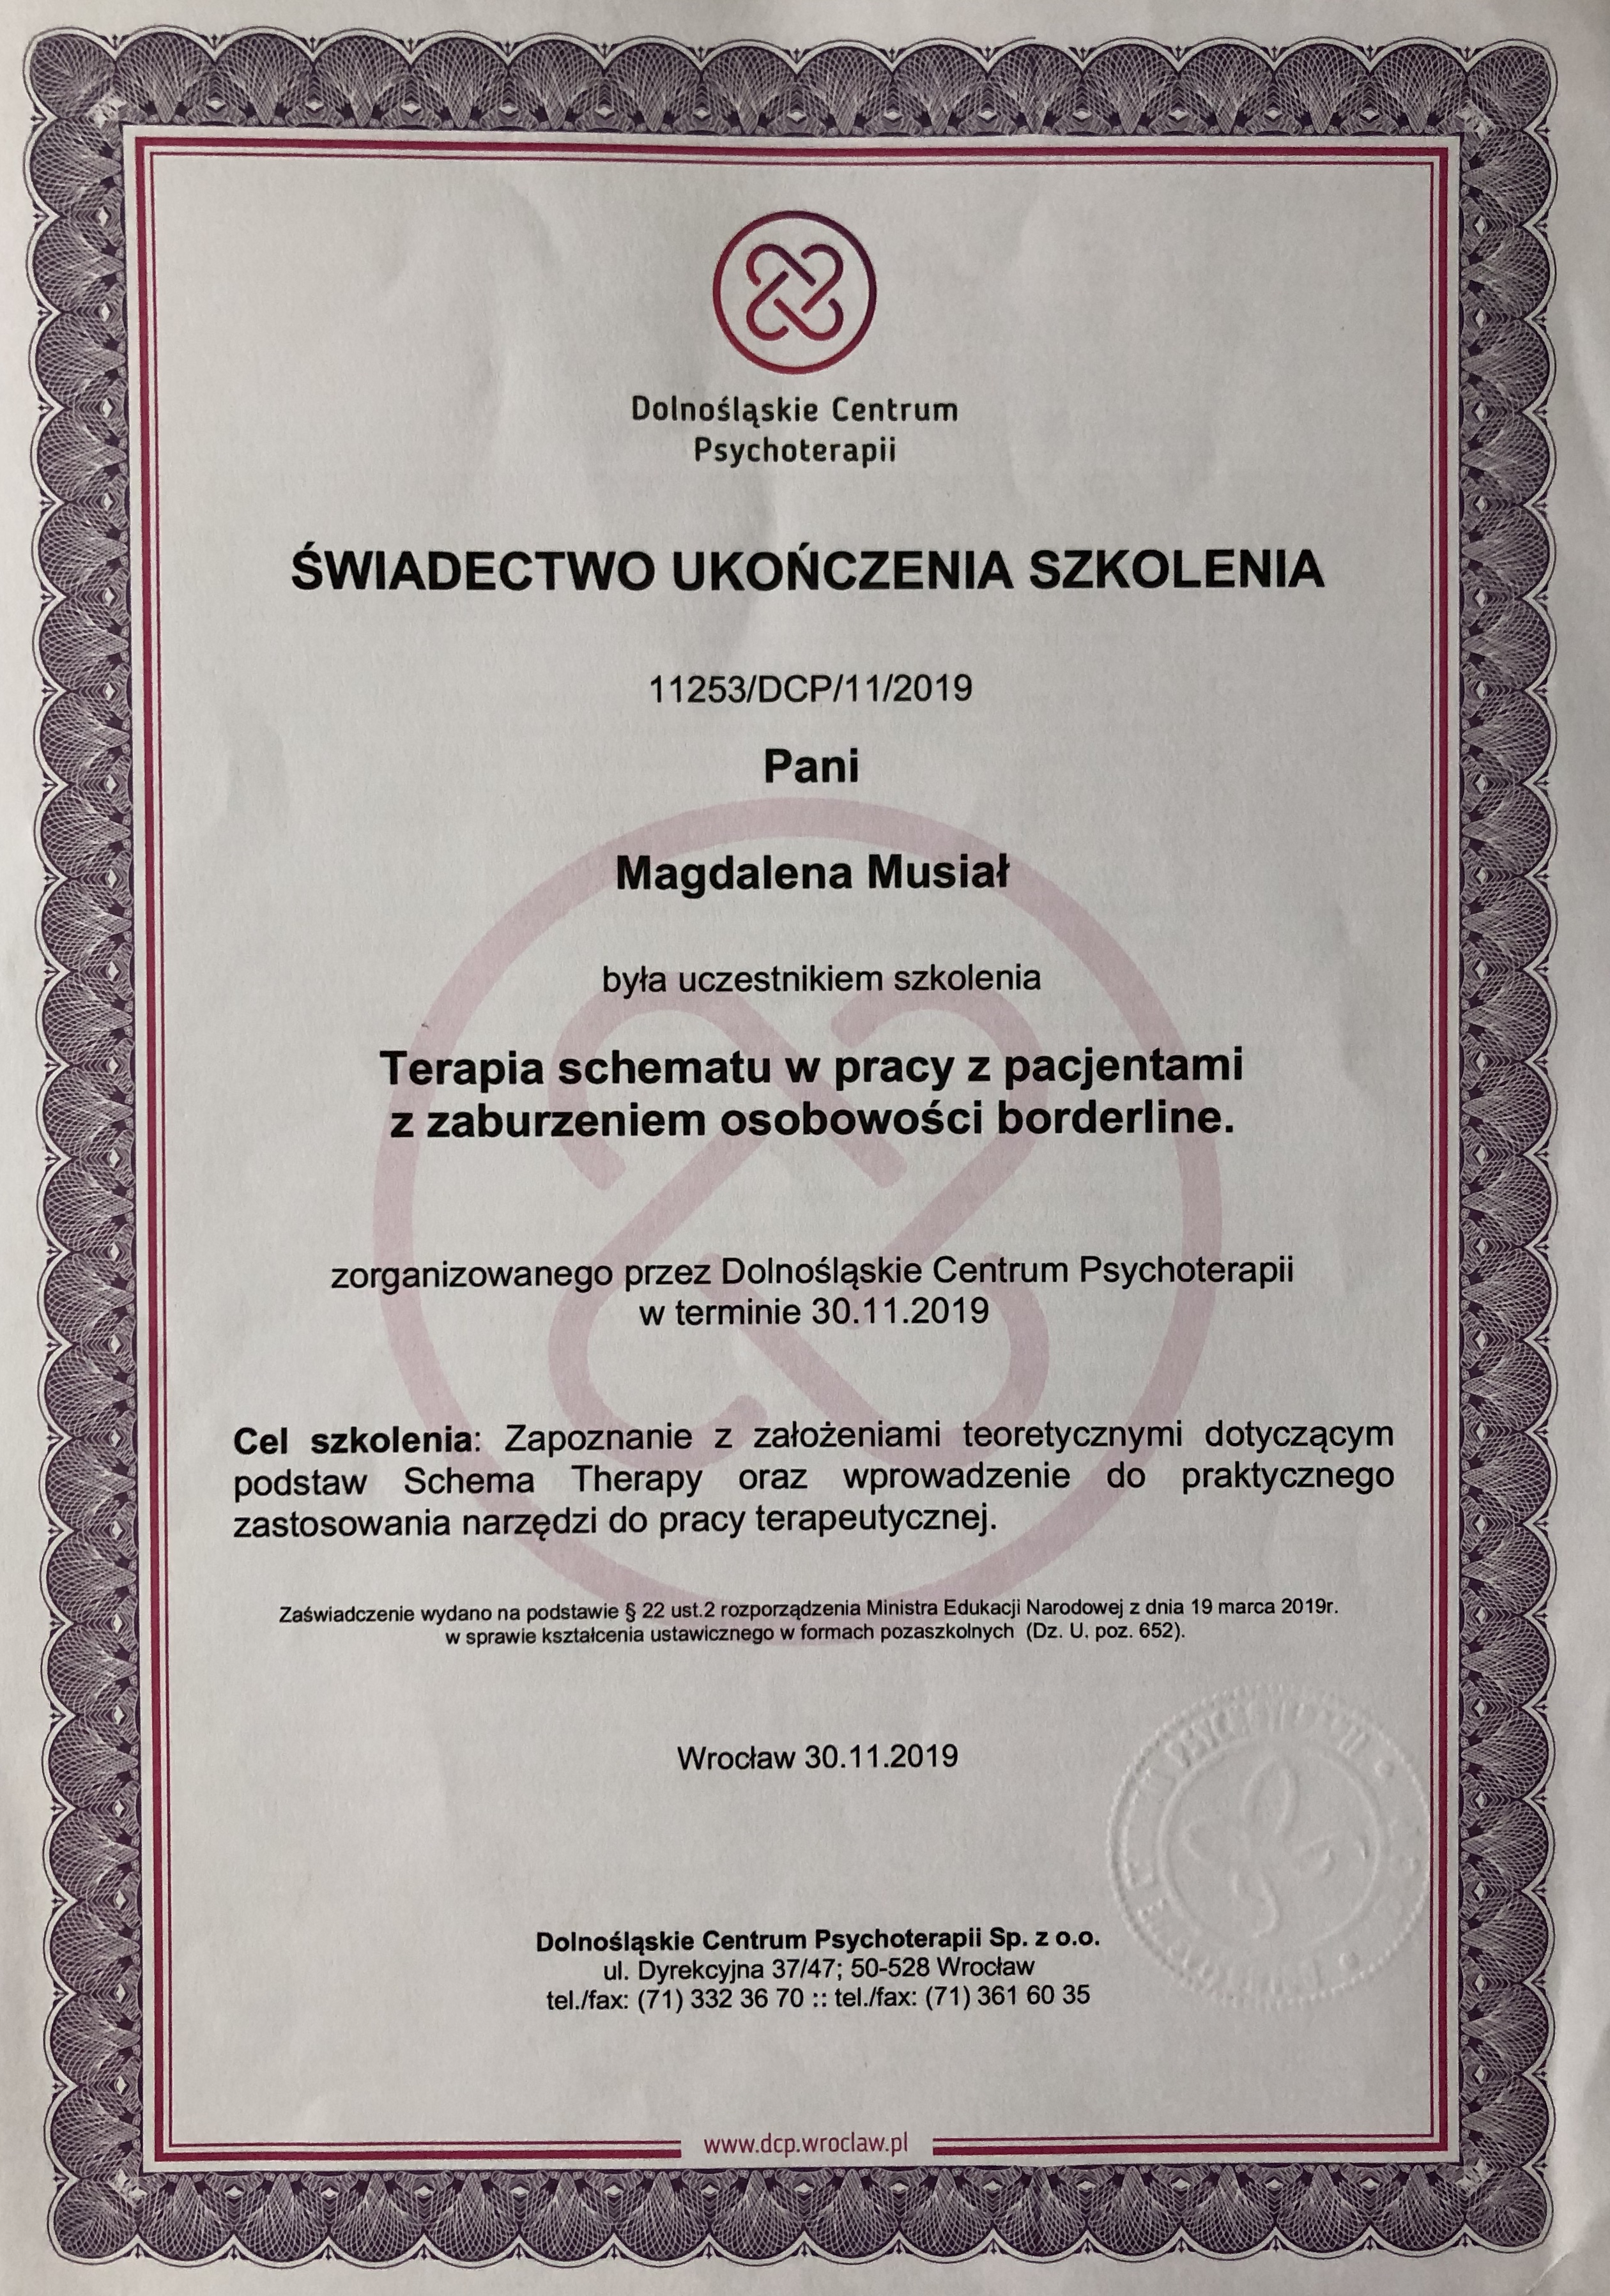 Dolnośląskie Centrum
Psychoterapii
ŚWIADECTWO UKOŃCZENIA SZKOLENIA
11253/DCP/11/2019
Pani
Magdalena Musiał
była uczestnikiem szkolenia
Terapia schematu w pracy z pacjentami
z zaburzeniem osobowości borderline.
zorganizowanego przez Dolnośląskie Centrum Psychoterapii
w terminie 30.11.2019
Cel szkolenia: Zapoznanie z założeniami teoretycznymi dotyczącym
podstaw Schema Therapy oraz wprowadzenie do praktycznego
zastosowania narzędzi do pracy terapeutycznej.
Zaświadczenie wydano na podstawie § 22 ust.2 rozporządzenia Ministra Edukacji Narodowej z dnia 19 marca 2019r.
w sprawie kształcenia ustawicznego w formach pozaszkolnych (Dz. U. poz. 652).
Wrocław 30.11.2019
Dolnośląskie Centrum Psychoterapii Sp. z o.o.
ul. Dyrekcyjna 37/47; 50-528 Wrocław
tel./fax: (71) 332 36 70 :: tel./fax: (71) 361 60 35
www.dcp.wroclaw.pl